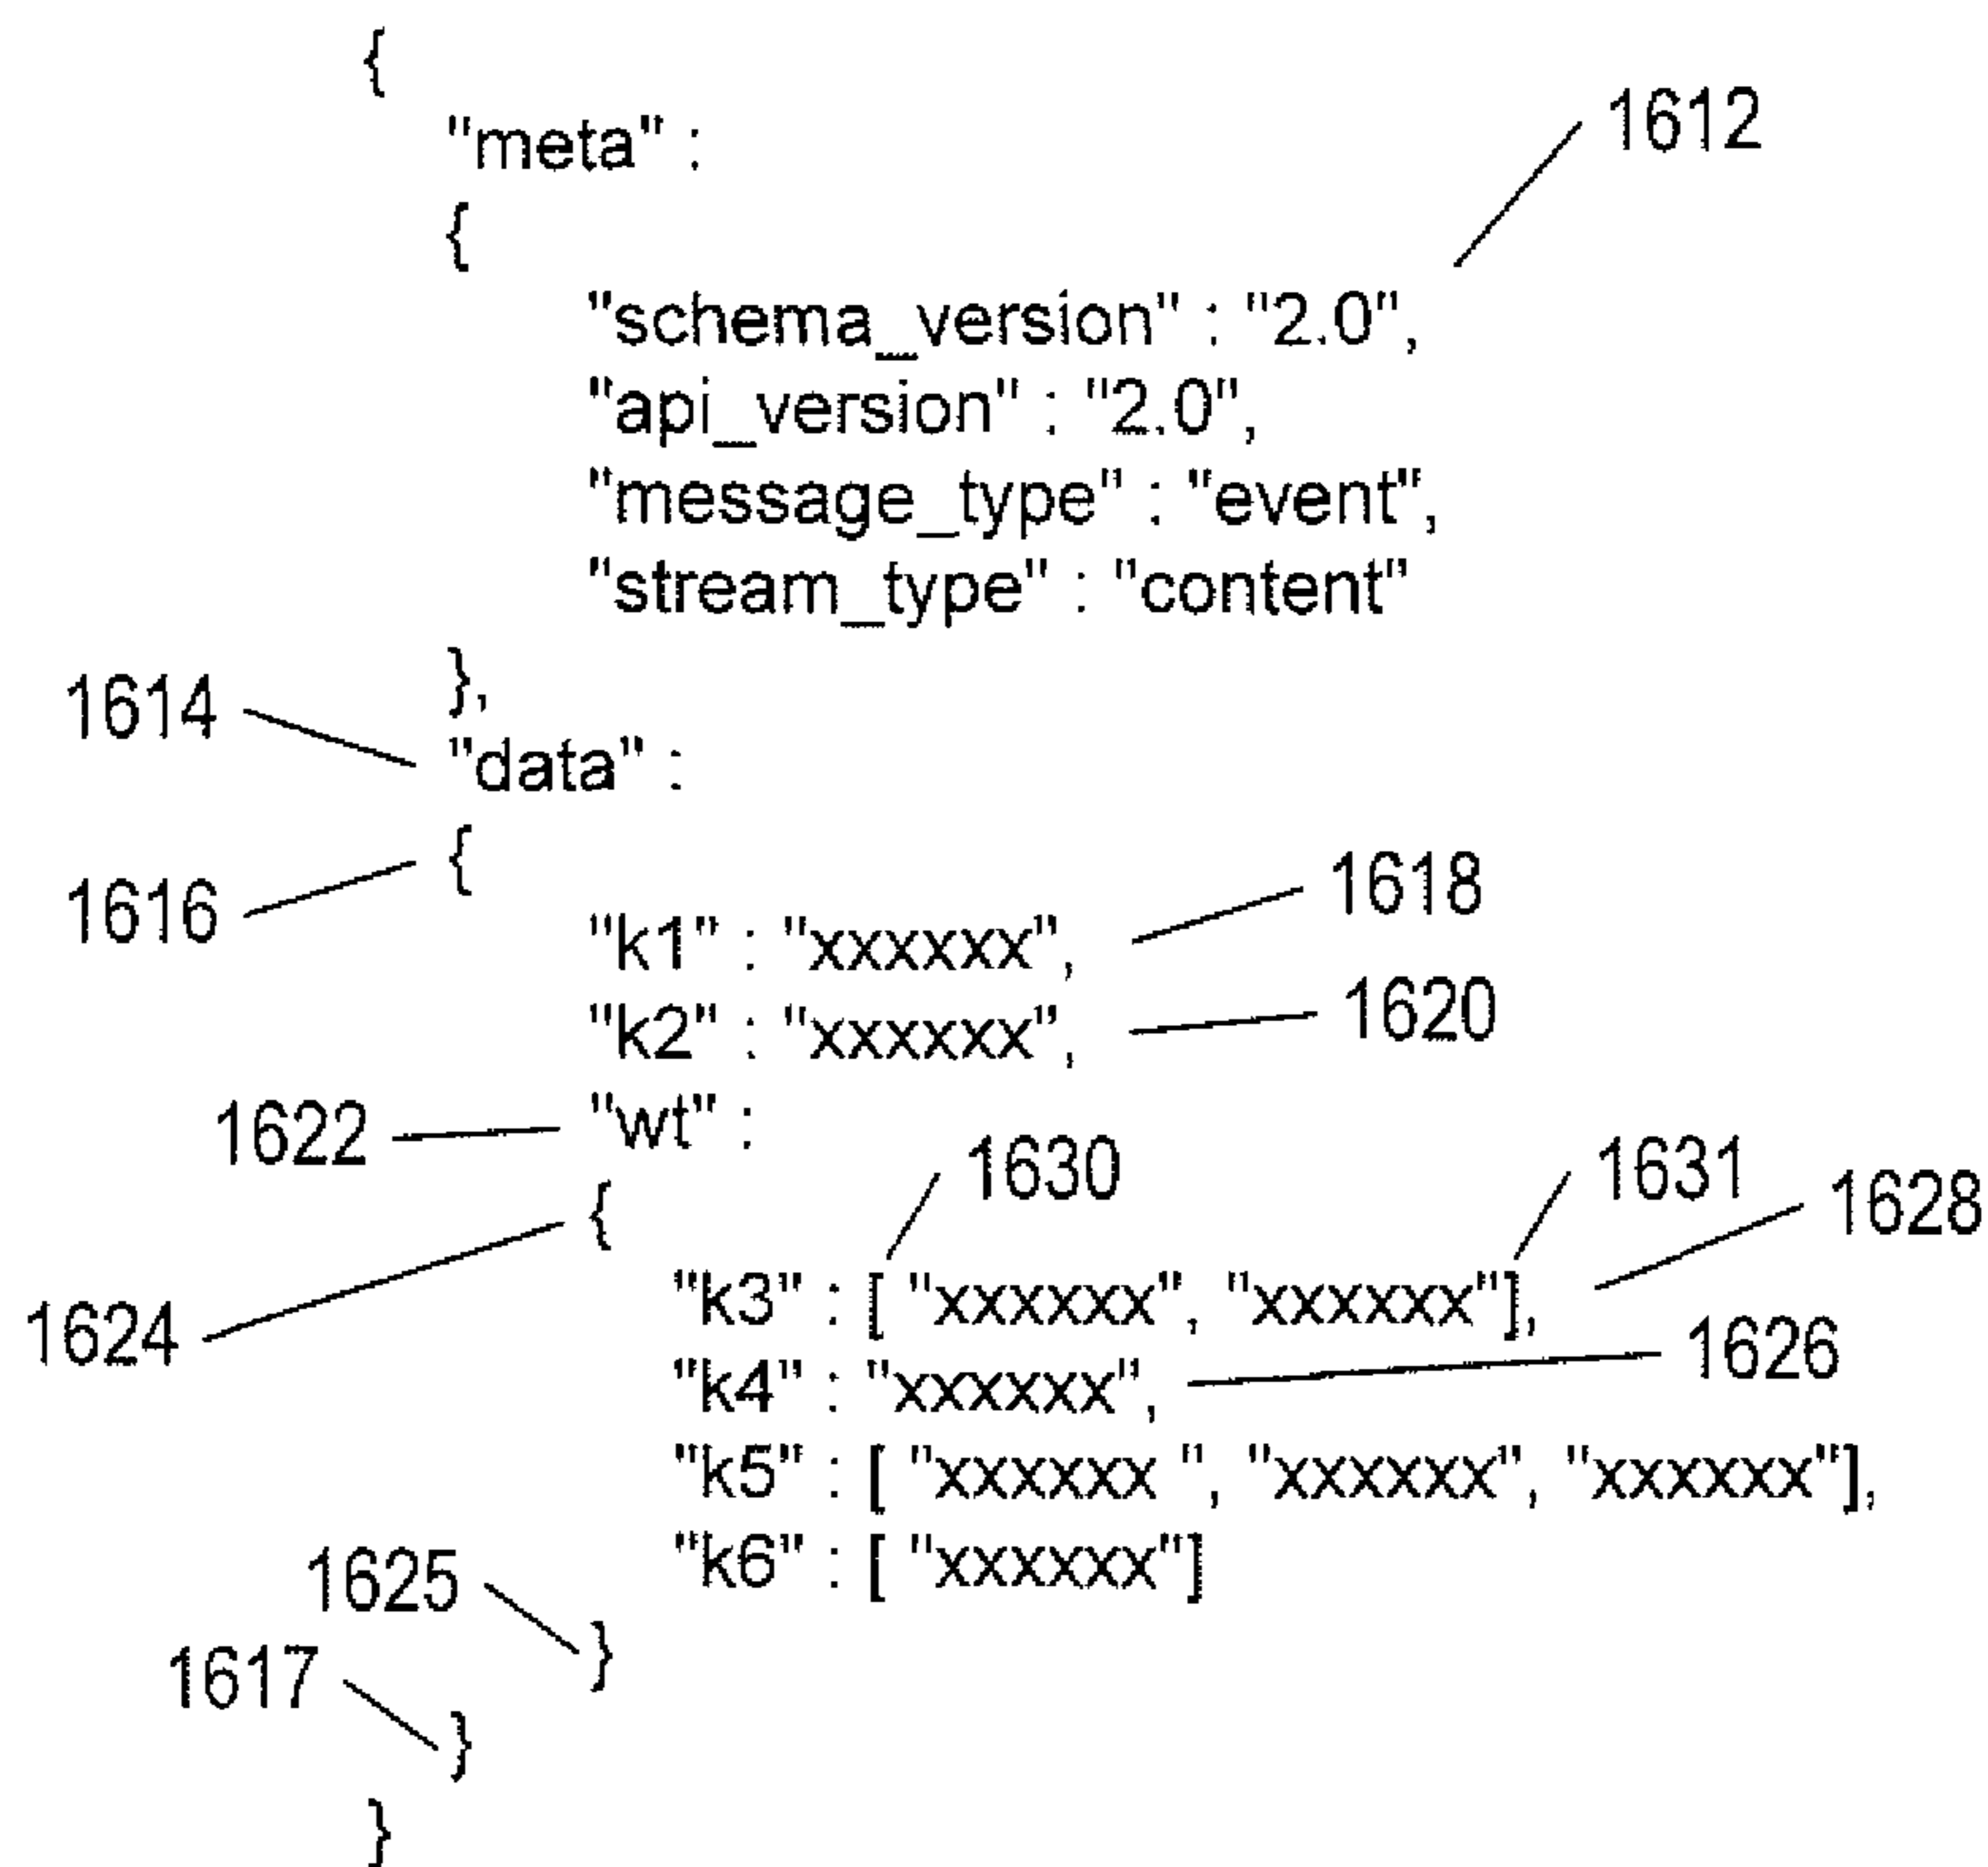 {
"meta" :
1612
{
"schema_version" : "2.0",
"api_version" : "2.0",
"message_type" : "event",
"stream_type" : "content"
},
1614
"data" :
{
1616
1618
"k1" : "xxxxxx",
1620
"k2" : "xxxxxx",
1622
"wt" :
1630
1631
1628
{
"k3" : [ "xxxxxx", "xxxxxx"],
1624
1626
"k4" : "xxxxxx",
"k5" : [ "xxxxxx ", "xxxxxx", "xxxxxx"],
"k6" : [ "xxxxxx"]
1625
}
1617
}
}